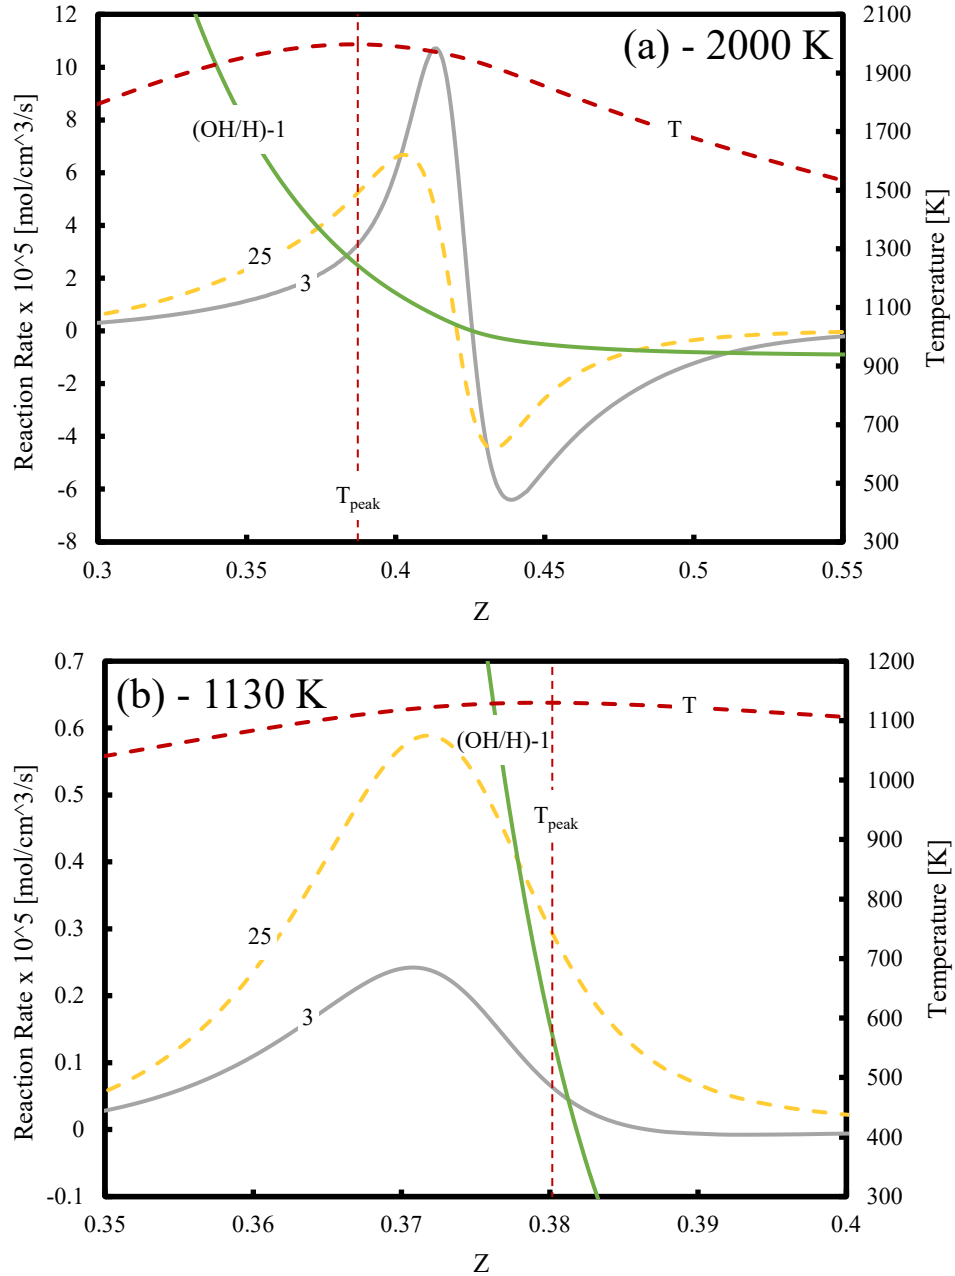 12
10
8
6
4
2
0
-2
-4
-6
-8
Reaction Rate x 10^5 [mol/cm^3/s]
(a) - 2000 K
(OH/H)-1
T
25
3
T_peak
2100
1900
1700
1500
1300
1100
900
700
500
300
Temperature [K]
0.3 0.35 0.4 0.45 0.5 0.55
Z
0.7
0.6
0.5
0.4
0.3
0.2
0.1
0
-0.1
Reaction Rate x 10^5 [mol/cm^3/s]
(b) - 1130 K
T
(OH/H)-1
T_peak
25
3
1200
1100
1000
900
800
700
600
500
400
300
Temperature [K]
0.35 0.36 0.37 0.38 0.39 0.4
Z